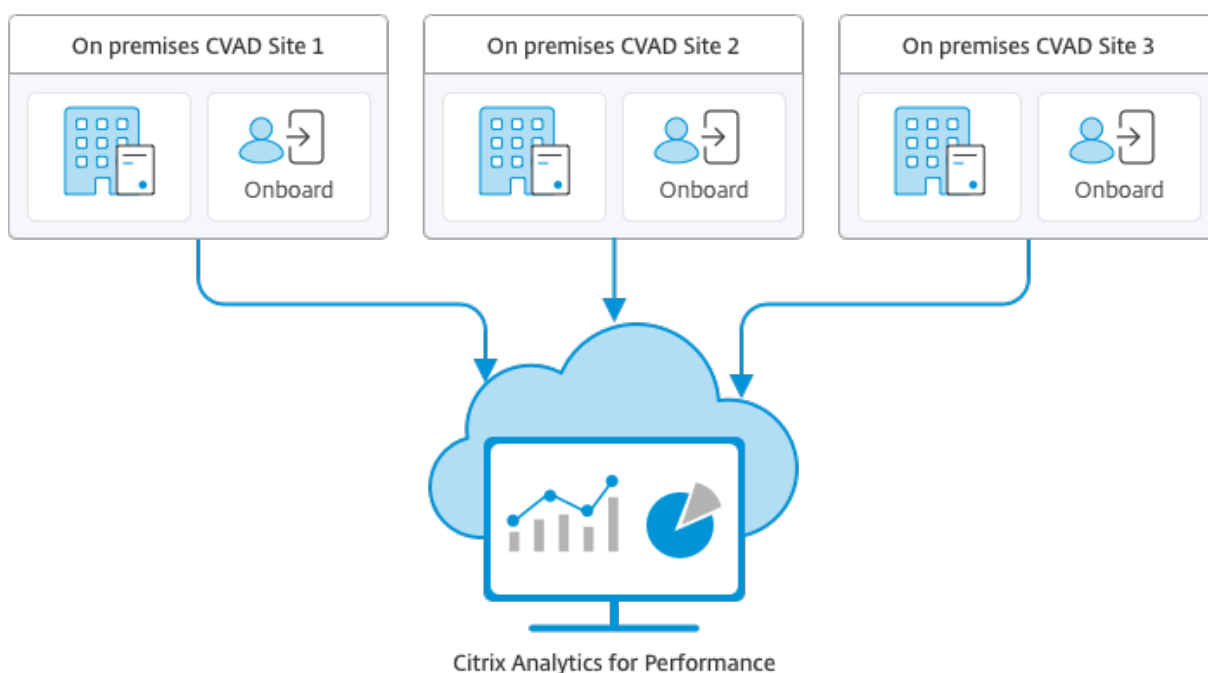 On premises CVAD Site 1
On premises CVAD Site 2
On premises CVAD Site 3
Onboard
Onboard
Onboard
Citrix Analytics for Performance